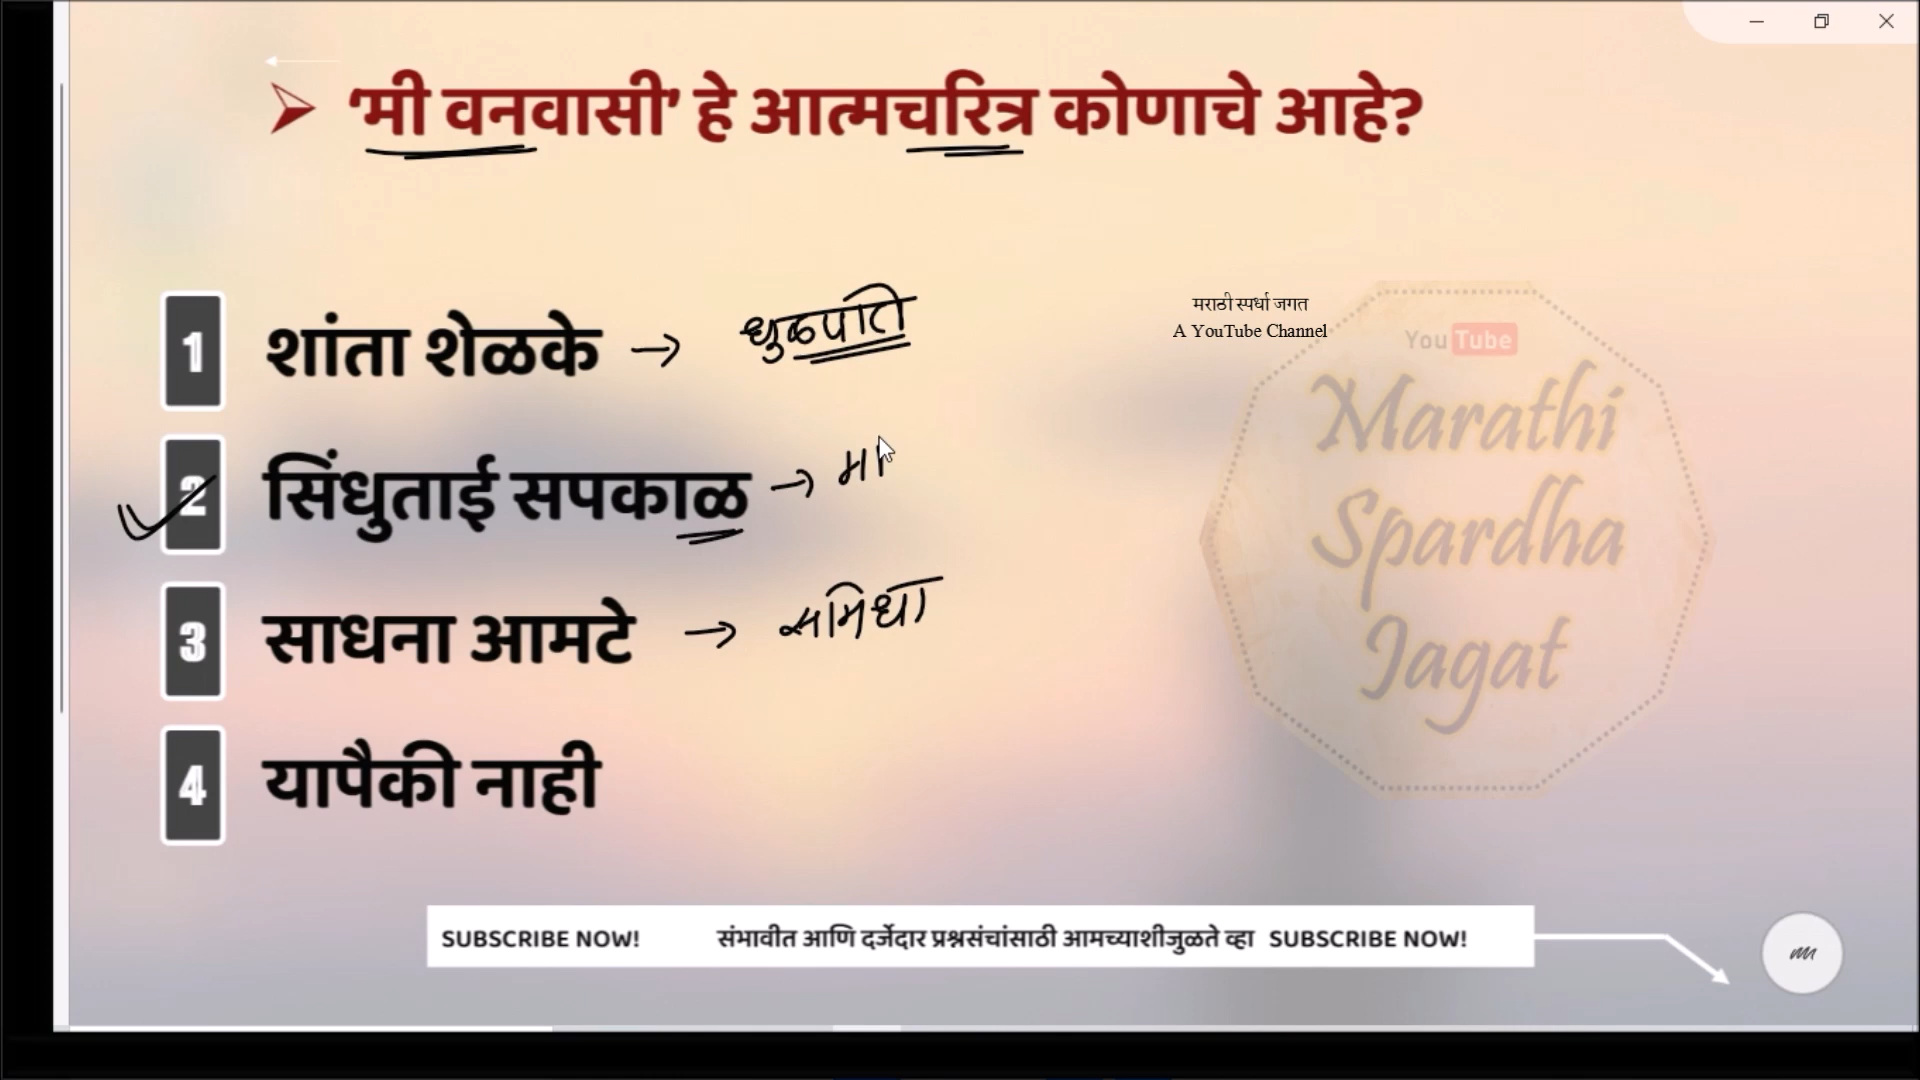 ‘मी वनवासी’ हे आत्मचरित्र कोणाचे आहे?
1 शांता शेळके → धुळपाटी
मराठी स्पर्धा जगत
A YouTube Channel
YouTube
Marathi
Spardha
Jagat
2 सिंधुताई सपकाळ → मा
3 साधना आमटे → समिधा
4 यापैकी नाही
SUBSCRIBE NOW! संभावीत आणि दर्जेदार प्रश्नसंचांसाठी आमच्याशीजुळते व्हा SUBSCRIBE NOW!